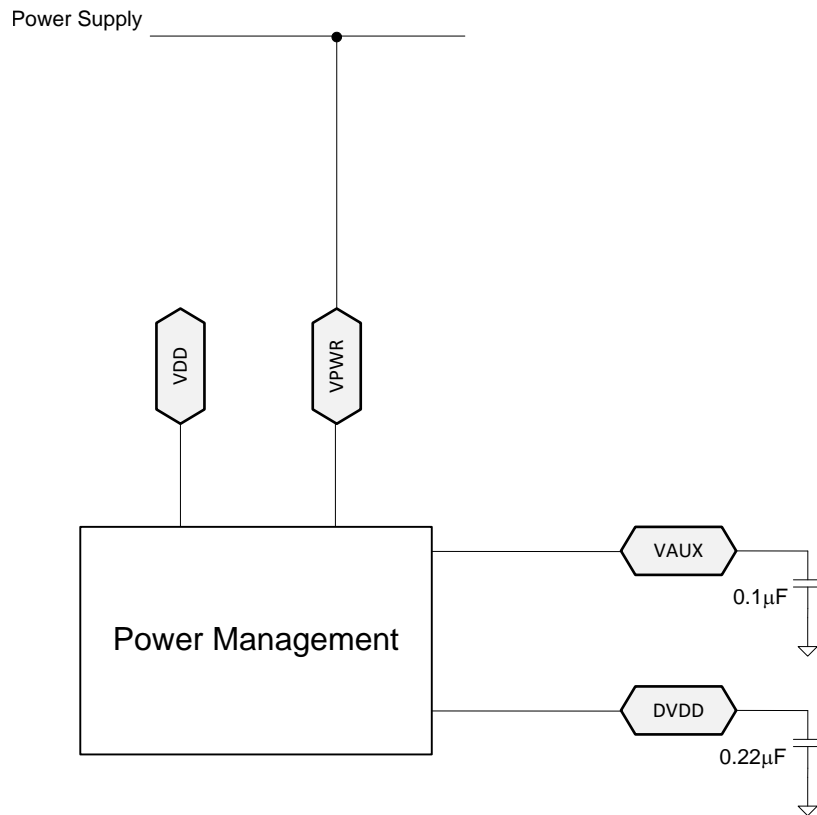 Power Supply
VDD
VPWR
VAUX
0.1μF
Power Management
DVDD
0.22μF